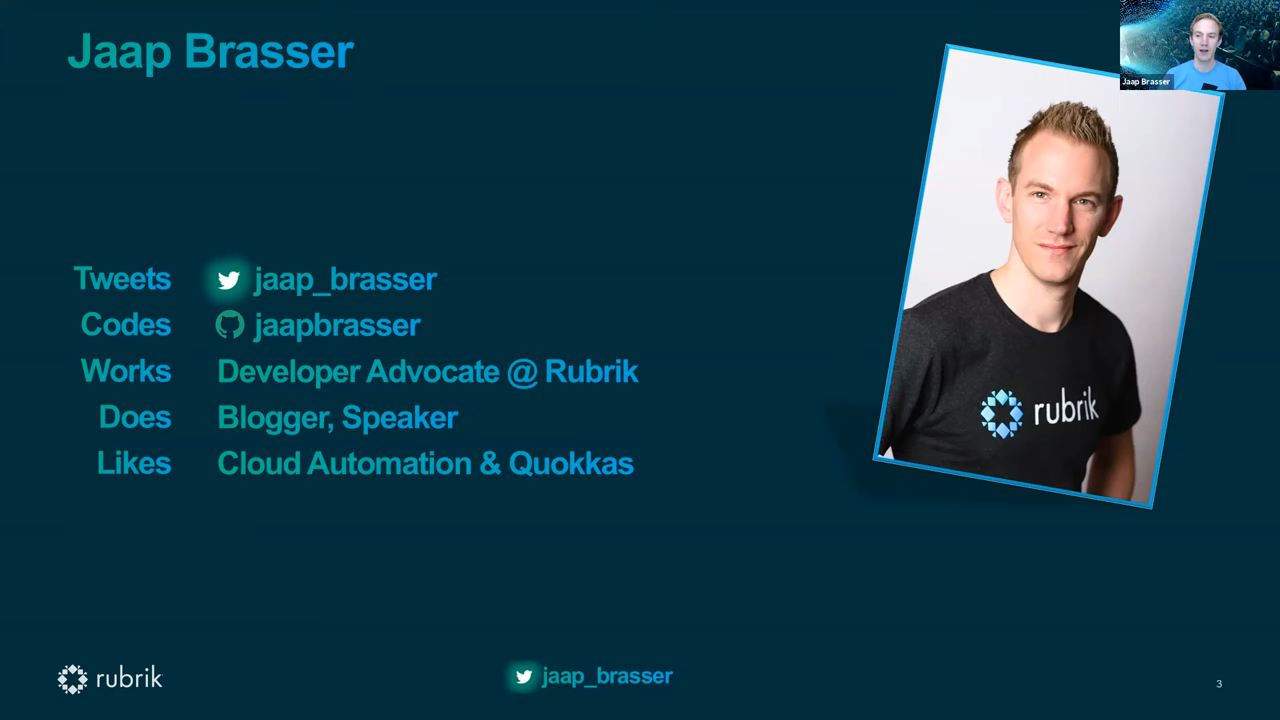 Jaap Brasser
Jaap Brasser
Tweets jaap_brasser
Codes jaapbrasser
Works Developer Advocate @ Rubrik
Does Blogger, Speaker
Likes Cloud Automation & Quokkas
rubrik
rubrik
jaap_brasser
3